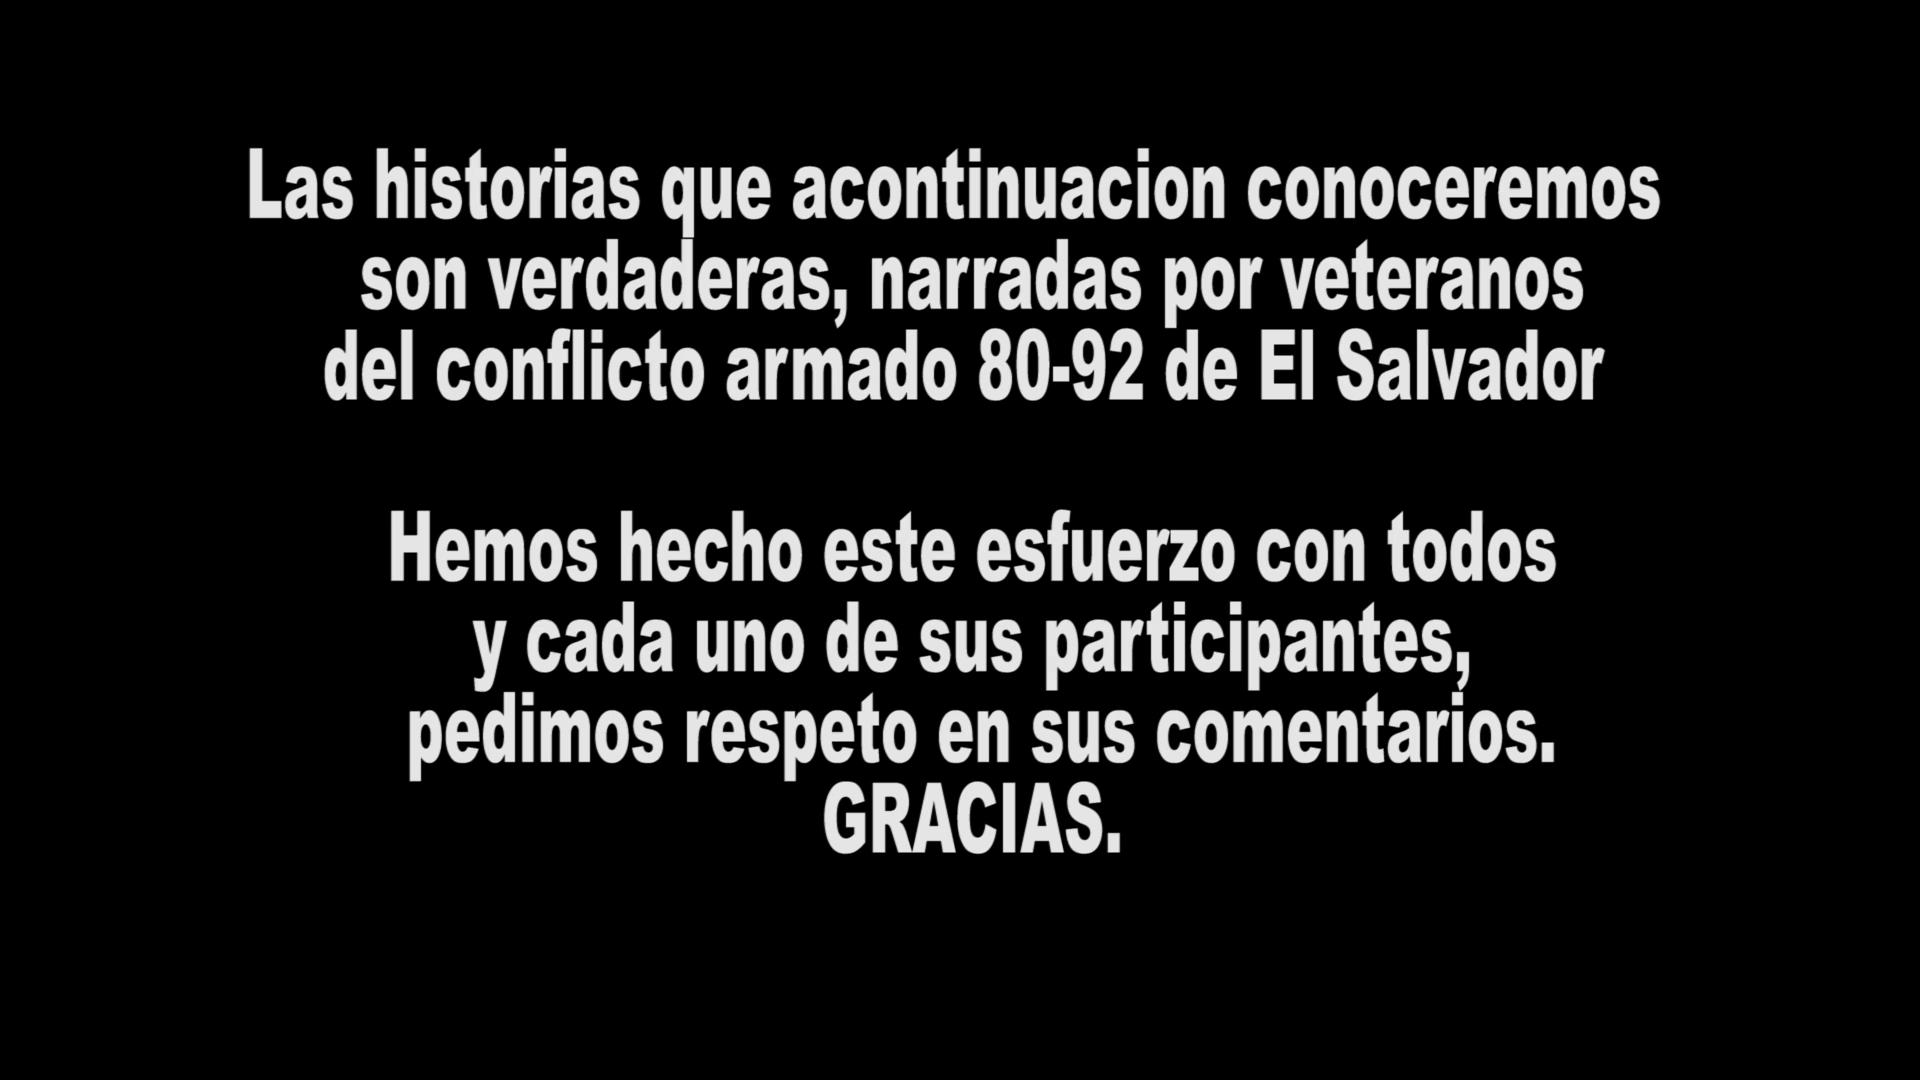 Las historias que acontinuacion conoceremos
son verdaderas, narradas por veteranos
del conflicto armado 80-92 de El Salvador
Hemos hecho este esfuerzo con todos
y cada uno de sus participantes,
pedimos respeto en sus comentarios.
GRACIAS.